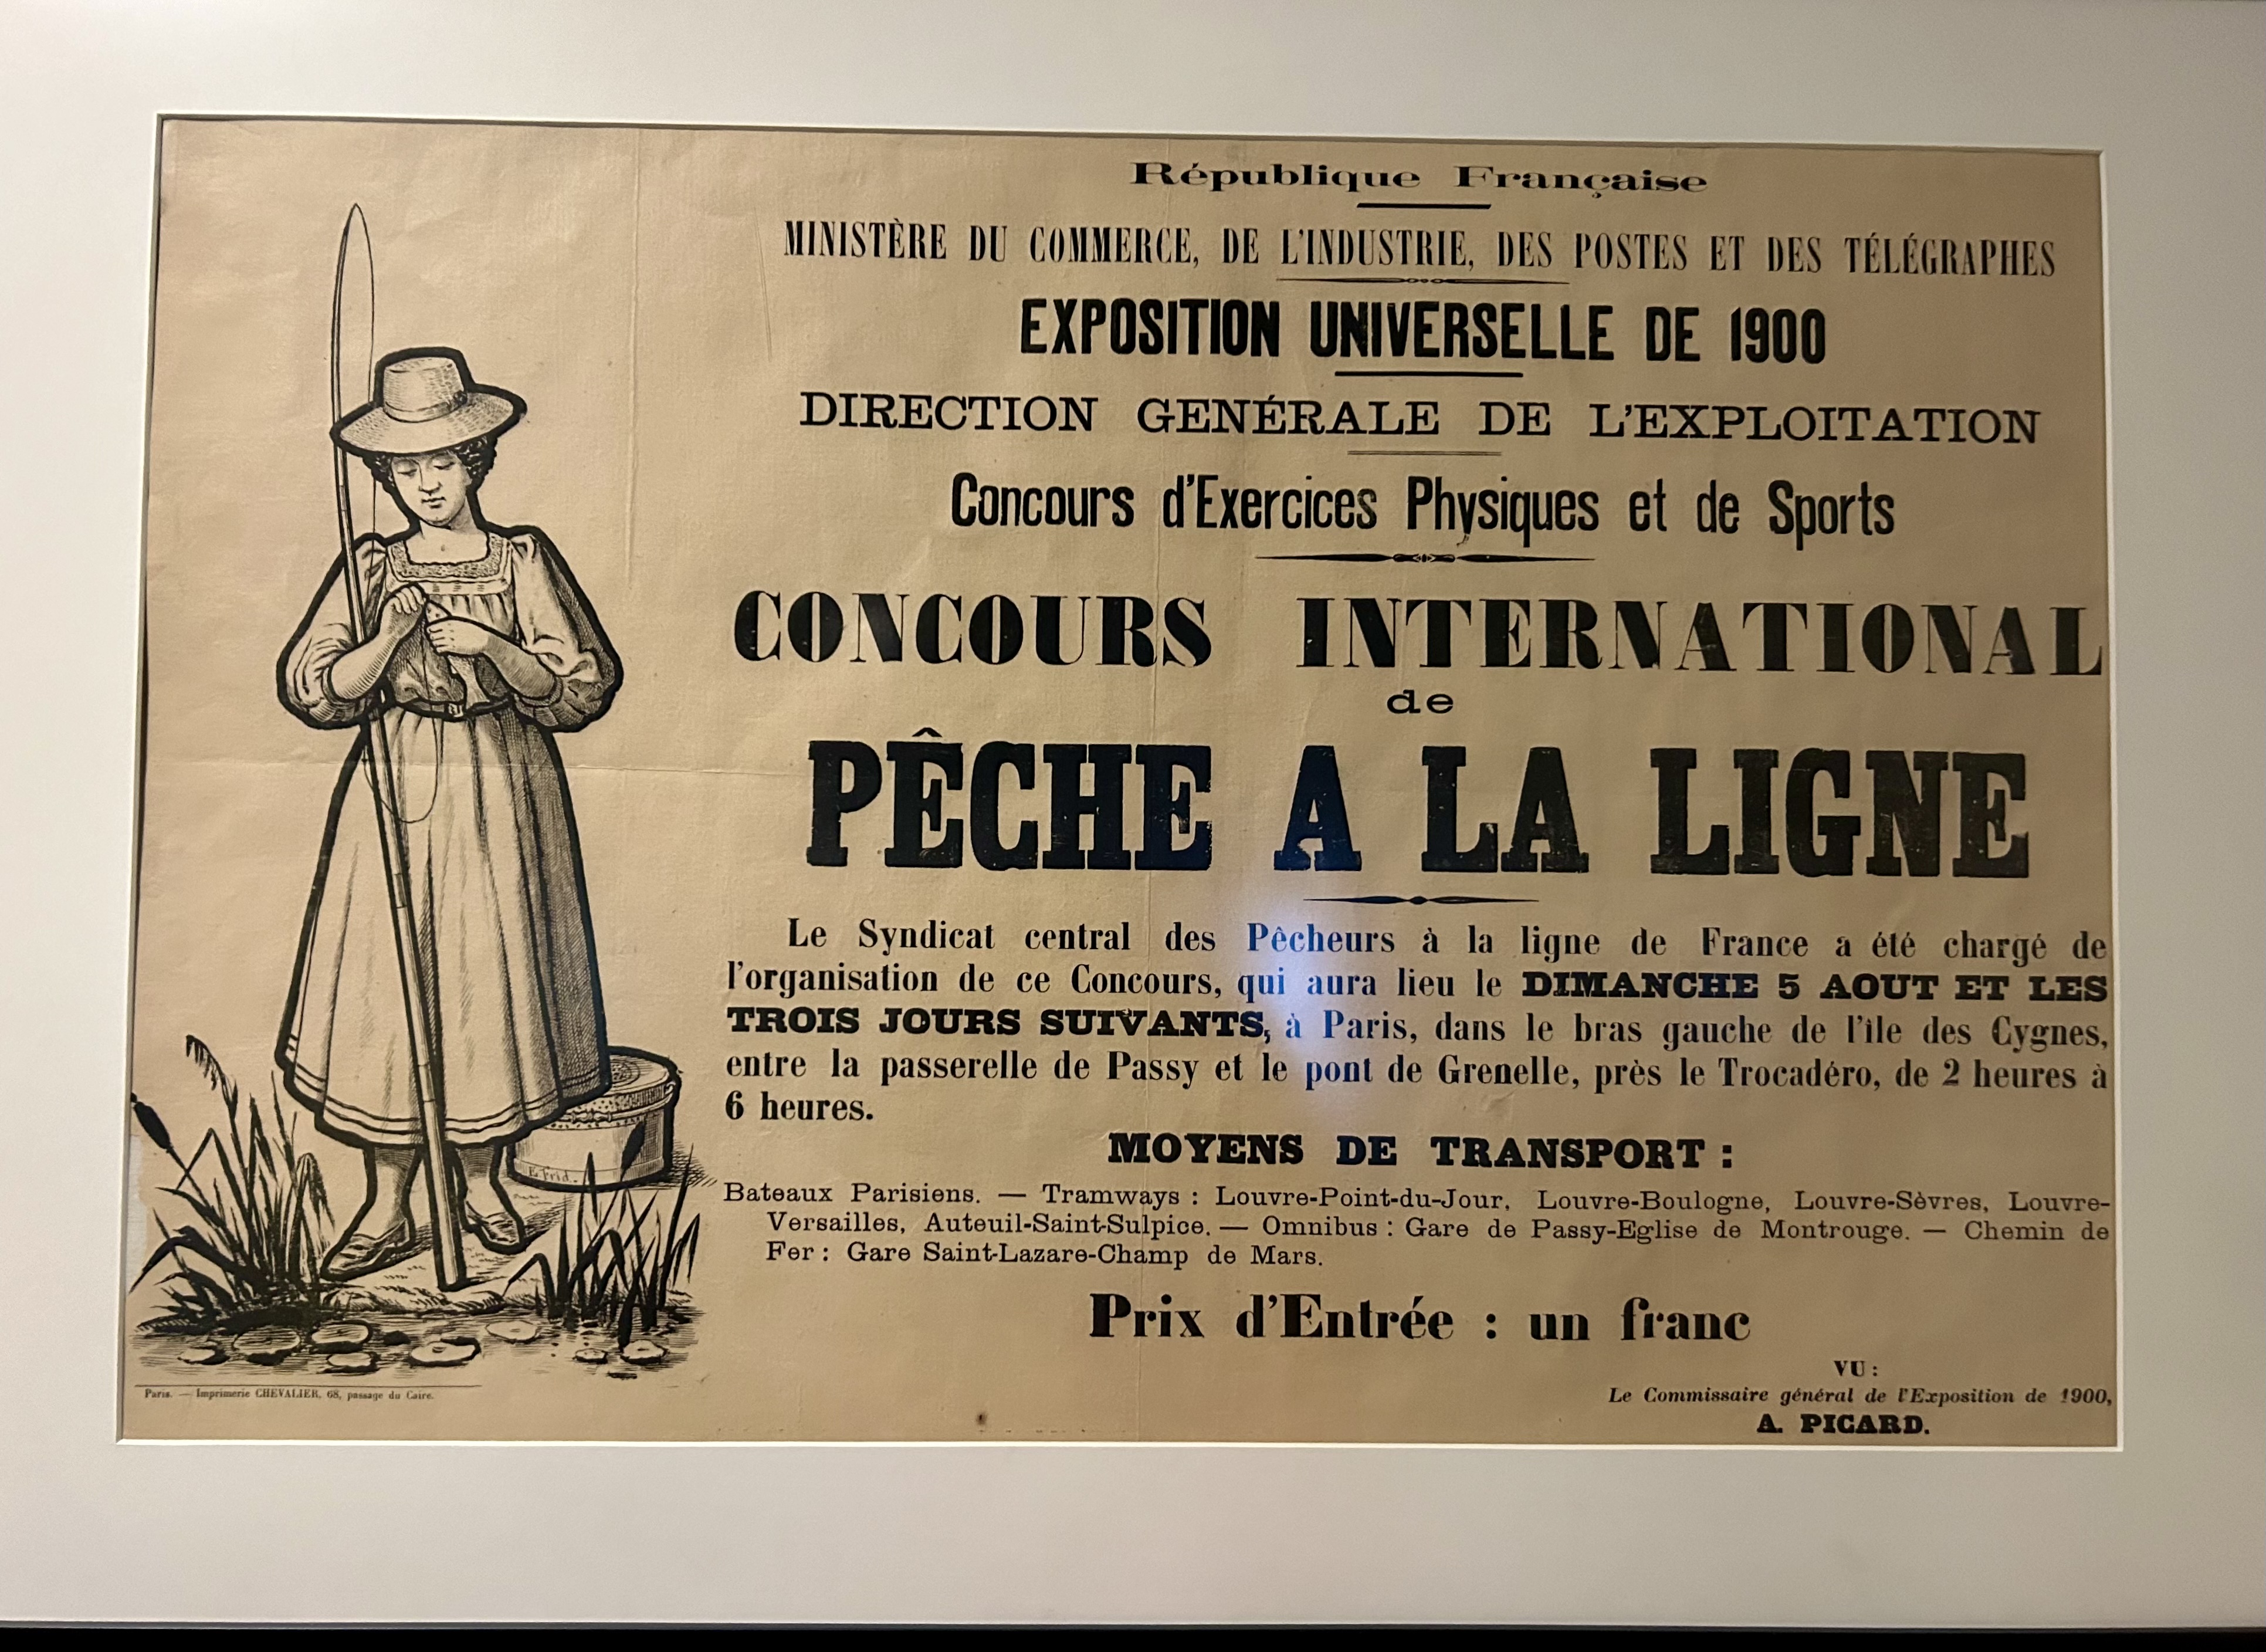 République Française
MINISTÈRE DU COMMERCE, DE L'INDUSTRIE, DES POSTES ET DES TÉLÉGRAPHES
EXPOSITION UNIVERSELLE DE 1900
DIRECTION GENÉRALE DE L'EXPLOITATION
Concours d'Exercices Physiques et de Sports
CONCOURS INTERNATIONAL
de
PÊCHE A LA LIGNE
Le Syndicat central des Pêcheurs à la ligne de France a été chargé de
l'organisation de ce Concours, qui aura lieu le DIMANCHE 5 AOUT ET LES
TROIS JOURS SUIVANTS, à Paris, dans le bras gauche de l'île des Cygnes,
entre la passerelle de Passy et le pont de Grenelle, près le Trocadéro, de 2 heures à
6 heures.
MOYENS DE TRANSPORT :
Bateaux Parisiens. — Tramways : Louvre-Point-du-Jour, Louvre-Boulogne, Louvre-Sèvres, Louvre-
Versailles, Auteuil-Saint-Sulpice. — Omnibus : Gare de Passy-Eglise de Montrouge. — Chemin de
Fer : Gare Saint-Lazare-Champ de Mars.
Prix d'Entrée : un franc
VU :
Le Commissaire général de l'Exposition de 1900,
A. PICARD.
Paris. — Imprimerie CHEVALIER, 68, passage du Caire.